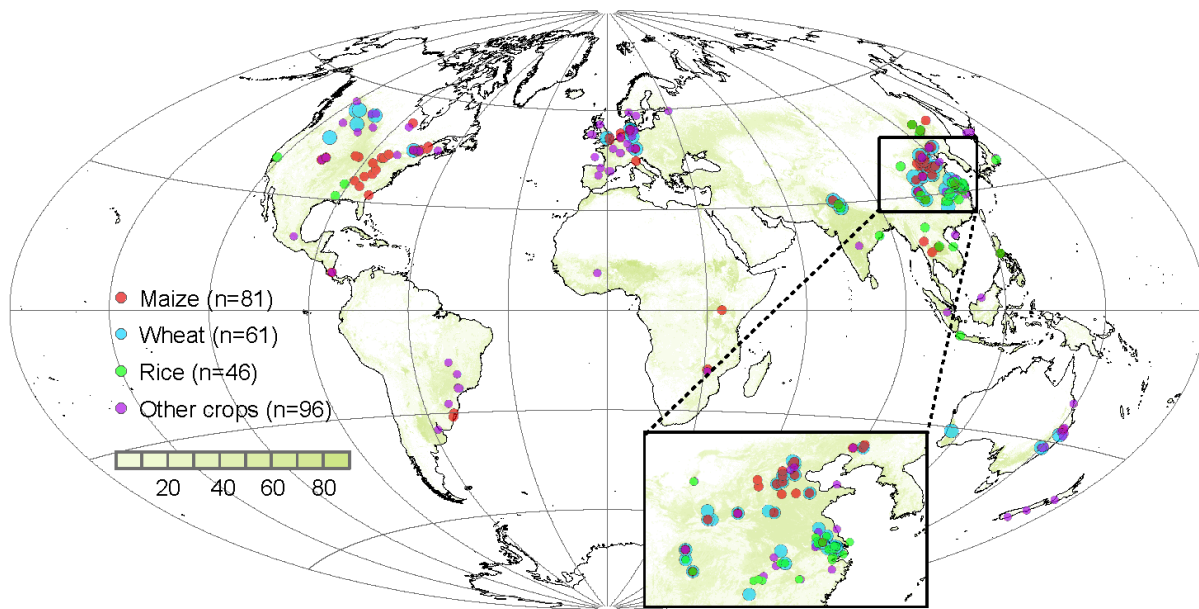 Maize (n=81)
Wheat (n=61)
Rice (n=46)
Other crops (n=96)
20 40 60 80